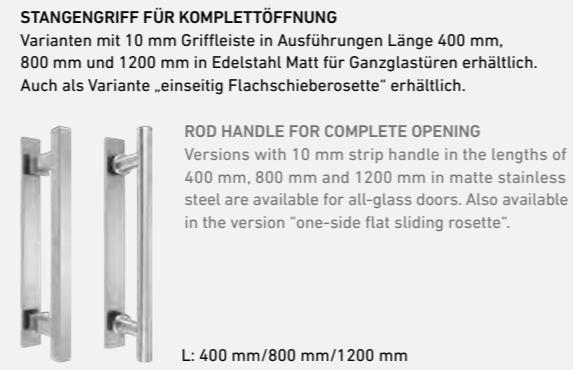 STANGENGRIFF FÜR KOMPLETTÖFFNUNG
Varianten mit 10 mm Griffleiste in Ausführungen Länge 400 mm,
800 mm und 1200 mm in Edelstahl Matt für Ganzglastüren erhältlich.
Auch als Variante „einseitig Flachschieberosette“ erhältlich.
ROD HANDLE FOR COMPLETE OPENING
Versions with 10 mm strip handle in the lengths of
400 mm, 800 mm and 1200 mm in matte stainless
steel are available for all-glass doors. Also available
in the version “one-side flat sliding rosette“.
L: 400 mm/800 mm/1200 mm